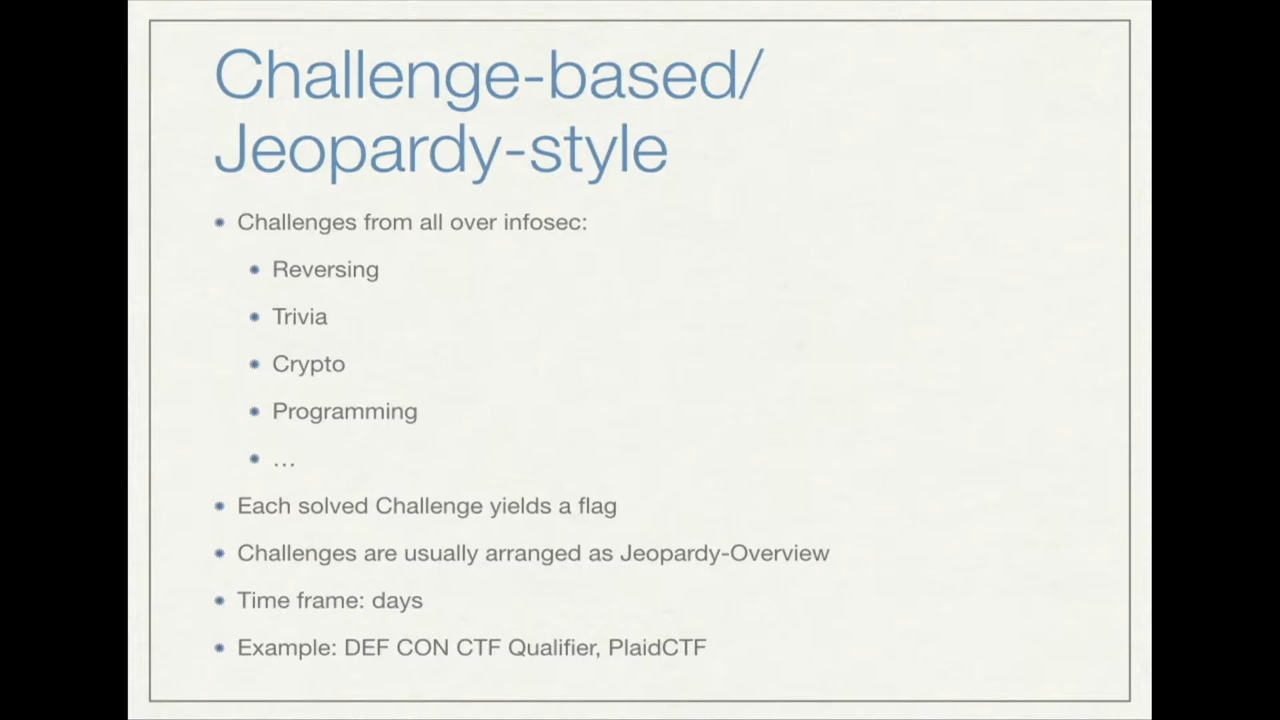 Challenge-based/
Jeopardy-style
Challenges from all over infosec:
Reversing
Trivia
Crypto
Programming
…
Each solved Challenge yields a flag
Challenges are usually arranged as Jeopardy-Overview
Time frame: days
Example: DEF CON CTF Qualifier, PlaidCTF